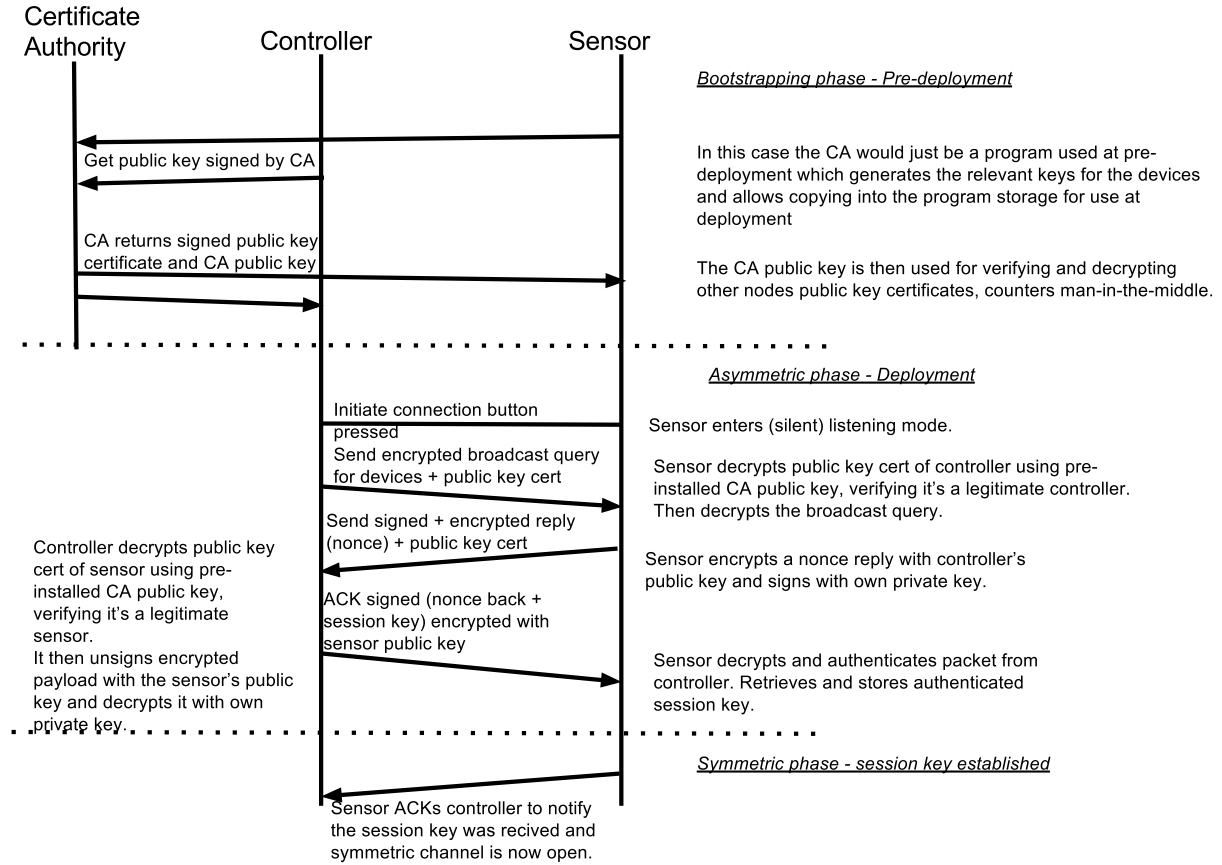 Certificate
Authority
Controller
Sensor
Bootstrapping phase - Pre-deployment
Get public key signed by CA
In this case the CA would just be a program used at pre-
deployment which generates the relevant keys for the devices
and allows copying into the program storage for use at
deployment
CA returns signed public key
certificate and CA public key
The CA public key is then used for verifying and decrypting
other nodes public key certificates, counters man-in-the-middle.
Asymmetric phase - Deployment
Initiate connection button
pressed
Sensor enters (silent) listening mode.
Send encrypted broadcast query
for devices + public key cert
Sensor decrypts public key cert of controller using pre-
installed CA public key, verifying it's a legitimate controller.
Then decrypts the broadcast query.
Send signed + encrypted reply
(nonce) + public key cert
Sensor encrypts a nonce reply with controller's
public key and signs with own private key.
Controller decrypts public key
cert of sensor using pre-
installed CA public key,
verifying it's a legitimate
sensor.
It then unsigns encrypted
payload with the sensor's public
key and decrypts it with own
private key.
ACK signed (nonce back +
session key) encrypted with
sensor public key
Sensor decrypts and authenticates packet from
controller. Retrieves and stores authenticated
session key.
Symmetric phase - session key established
Sensor ACKs controller to notify
the session key was recived and
symmetric channel is now open.